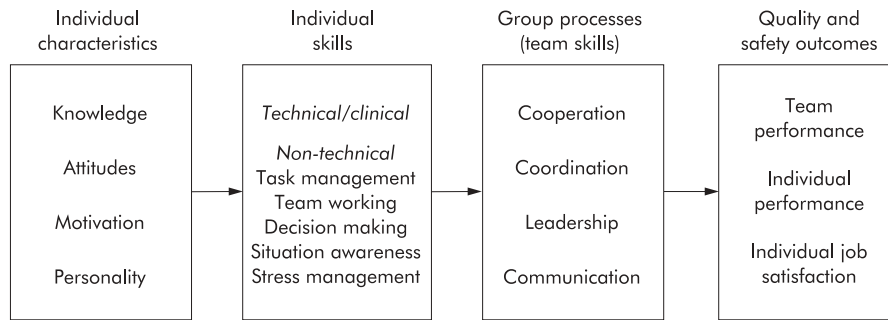 Individual
characteristics
Knowledge
Attitudes
Motivation
Personality
Individual
skills
Technical/clinical
Non-technical
Task management
Team working
Decision making
Situation awareness
Stress management
Group processes
(team skills)
Cooperation
Coordination
Leadership
Communication
Quality and
safety outcomes
Team
performance
Individual
performance
Individual job
satisfaction